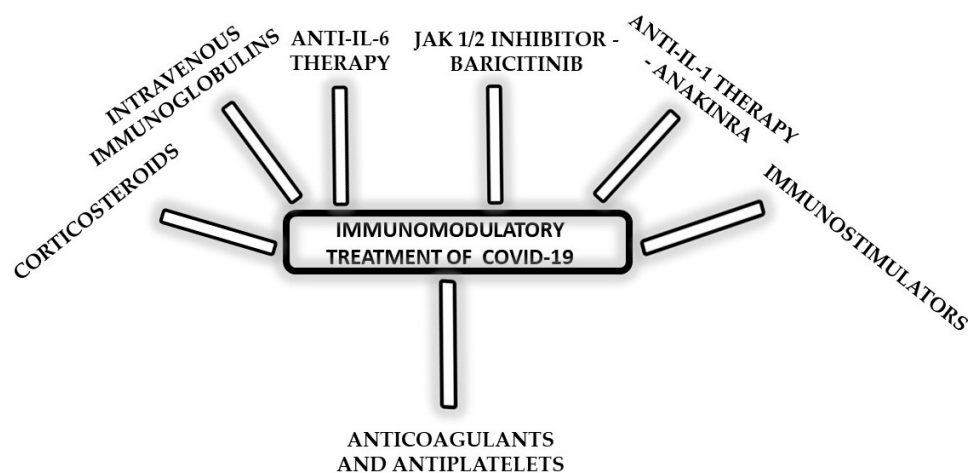 CORTICOSTEROIDS
INTRAVENOUS
IMMUNOGLOBULINS
ANTI-IL-6
THERAPY
JAK 1/2 INHIBITOR -
BARICITINIB
ANTI-IL-1 THERAPY
- ANAKINRA
IMMUNOSTIMULATORS
IMMUNOMODULATORY
TREATMENT OF COVID-19
ANTICOAGULANTS
AND ANTIPLATELETS